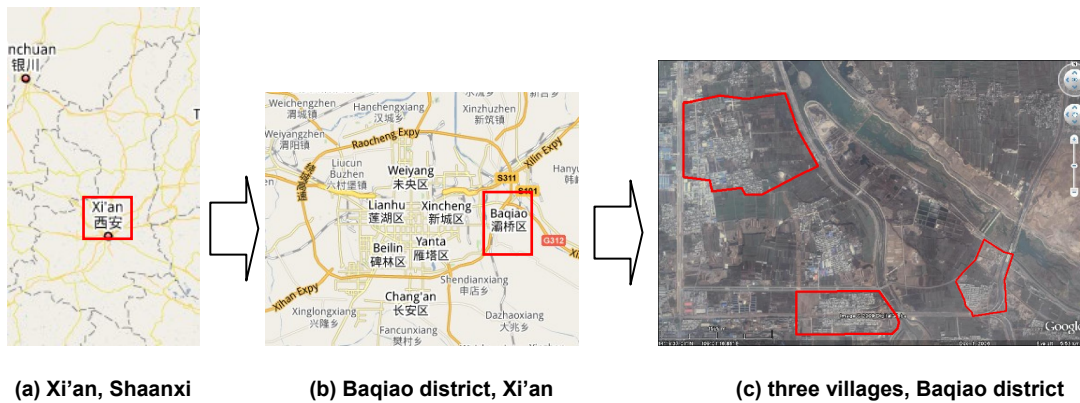 nchuan
银川
Xi'an
西安
Weichengzhen
渭城镇
Hanchengxiang
汉城乡
Xinzhuzhen
新筑镇
Weiyangzhen
渭阳镇
Raocheng Expy
绕城高速
Xilin Expy
Liucun
Buzhen
六村堡镇
Weiyang
未央区
Hanyu
S311
S101
Lianhu
莲湖区
Xincheng
新城区
Baqiao
灞桥区
G312
Beilin
碑林区
Yanta
雁塔区
Xihan Expy
Shendianxiang
申店乡
Chang'an
长安区
Xinglongxiang
兴隆乡
Dazhaoxiang
大兆乡
Fancunxiang
樊村乡
Google
(a) Xi'an, Shaanxi
(b) Baqiao district, Xi'an
(c) three villages, Baqiao district